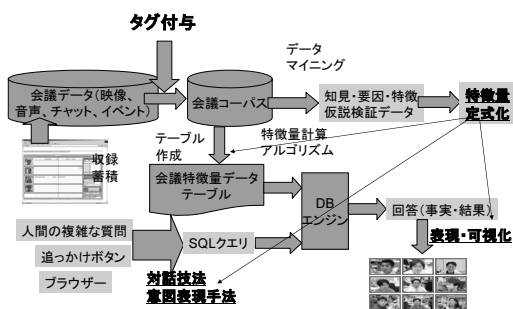 タグ付与
データ
マイニング
会議データ(映像、
音声、チャット、イベント)
会議コーパス
知見・要因・特徴
仮説検証データ
特徴量
定式化
収録
蓄積
テーブル
作成
特徴量計算
アルゴリズム
会議特徴量データ
テーブル
DB
エンジン
回答(事実・結果)
人間の複雑な質問
追っかけボタン
ブラウザー
SQLクエリ
表現・可視化
対話技法
意図表現手法